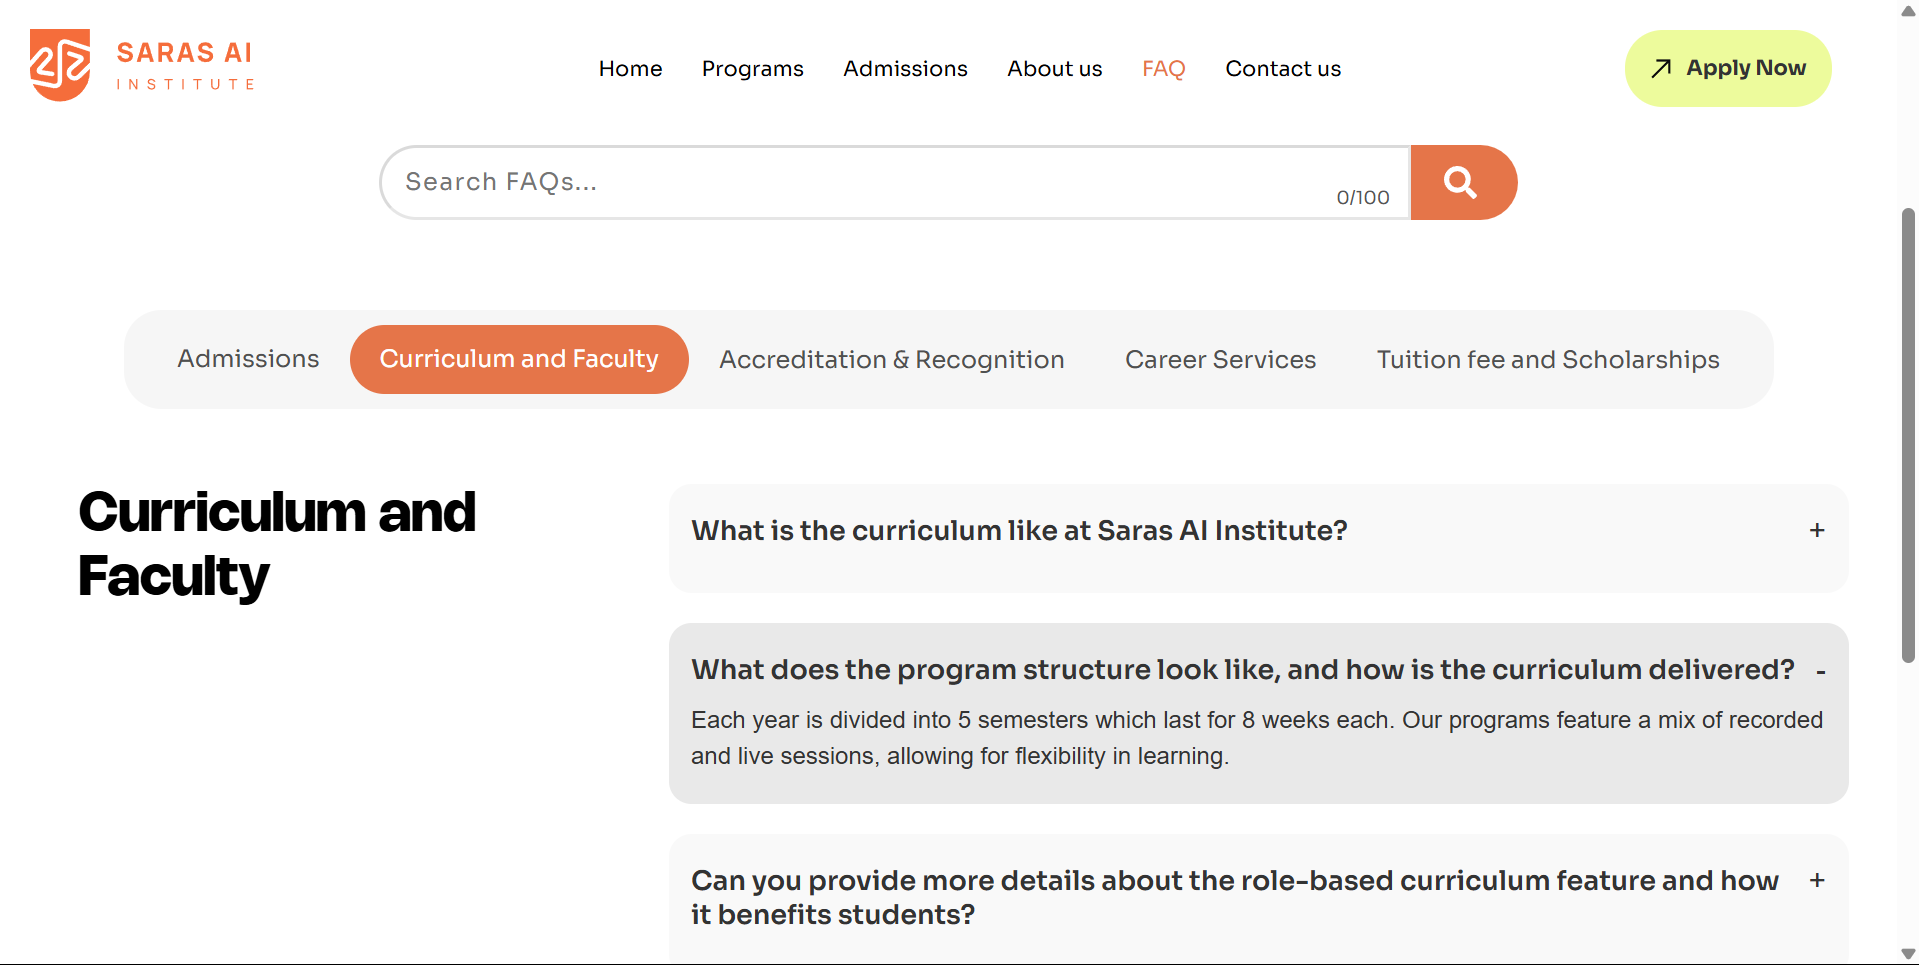 SARAS AI
INSTITUTE
Home
Programs
Admissions
About us
FAQ
Contact us
Apply Now
Search FAQs...
0/100
Admissions
Curriculum and Faculty
Accreditation & Recognition
Career Services
Tuition fee and Scholarships
Curriculum and
Faculty
What is the curriculum like at Saras AI Institute?
+
What does the program structure look like, and how is the curriculum delivered?
-
Each year is divided into 5 semesters which last for 8 weeks each. Our programs feature a mix of recorded
and live sessions, allowing for flexibility in learning.
Can you provide more details about the role-based curriculum feature and how
it benefits students?
+